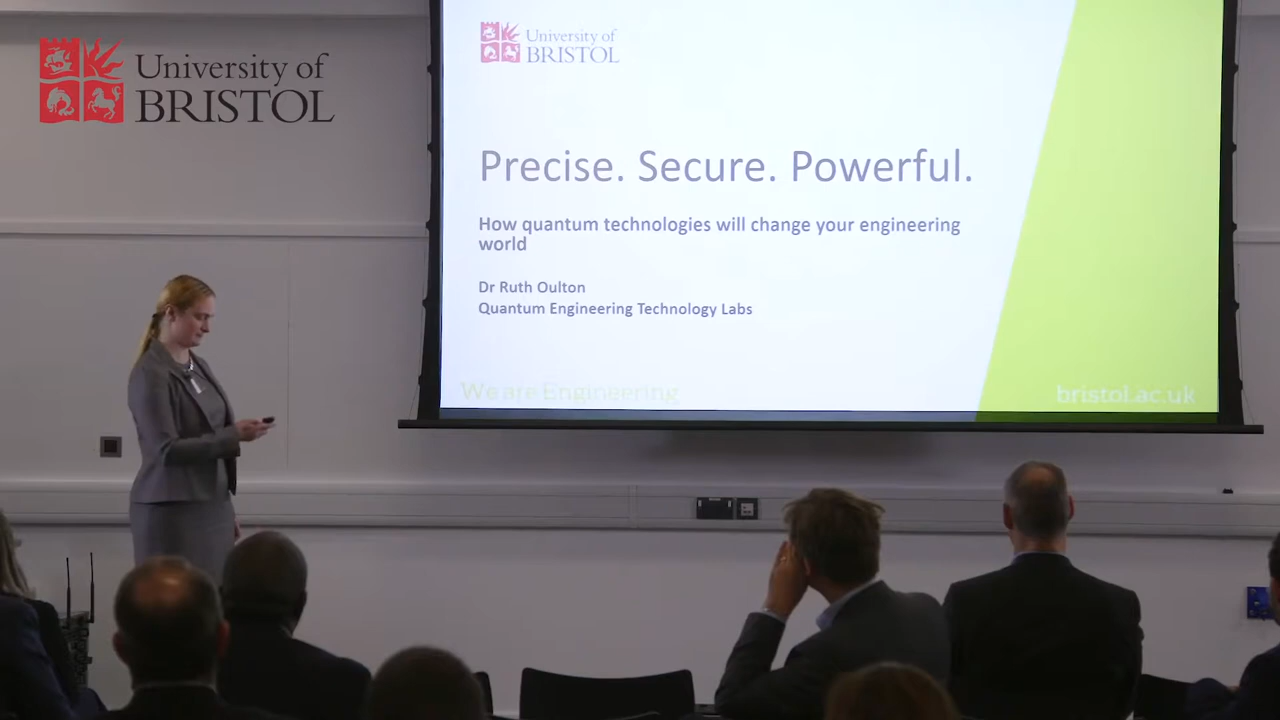 University of
BRISTOL
University of
BRISTOL
Precise. Secure. Powerful.
How quantum technologies will change your engineering
world
Dr Ruth Oulton
Quantum Engineering Technology Labs
We are Engineering
bristol.ac.uk